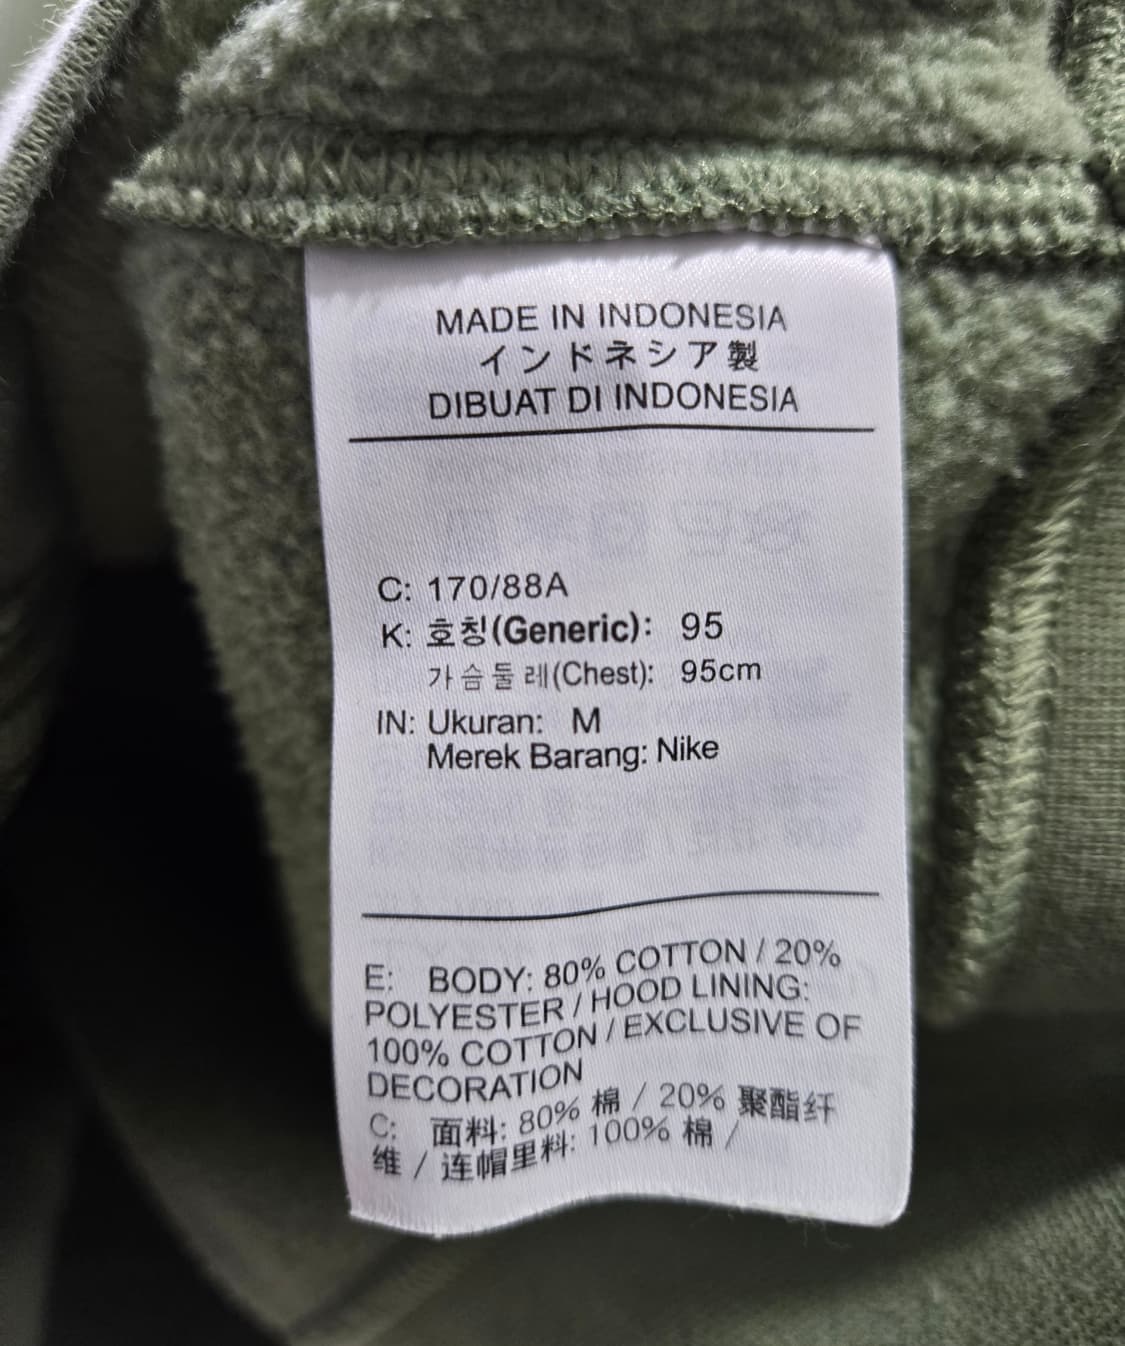 MADE IN INDONESIA
インドネシア製
DIBUAT DI INDONESIA
C: 170/88A
K: 호칭(Generic): 95
가슴둘레(Chest): 95cm
IN: Ukuran: M
Merek Barang: Nike
E: BODY: 80% COTTON / 20%
POLYESTER / HOOD LINING:
100% COTTON / EXCLUSIVE OF
DECORATION
C: 面料: 80% 棉 / 20% 聚酯纤
维 / 连帽里料: 100% 棉 /